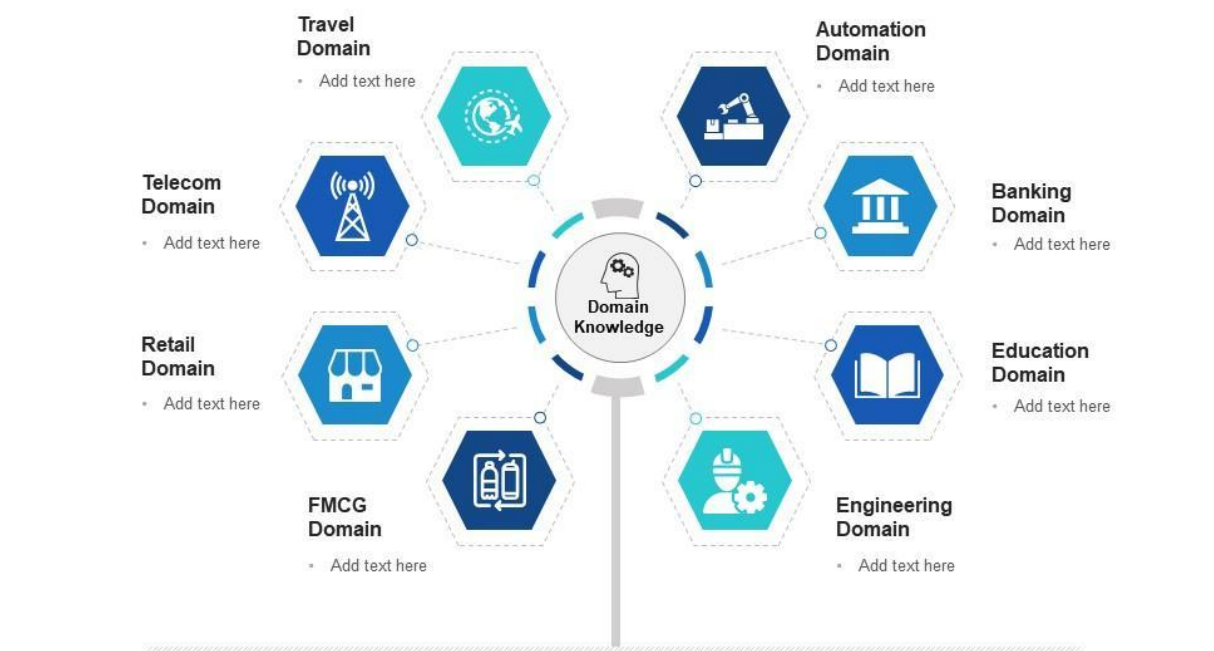 Travel
Domain
• Add text here
Automation
Domain
• Add text here
Telecom
Domain
• Add text here
Banking
Domain
• Add text here
Domain
Knowledge
Retail
Domain
• Add text here
Education
Domain
• Add text here
FMCG
Domain
• Add text here
Engineering
Domain
• Add text here